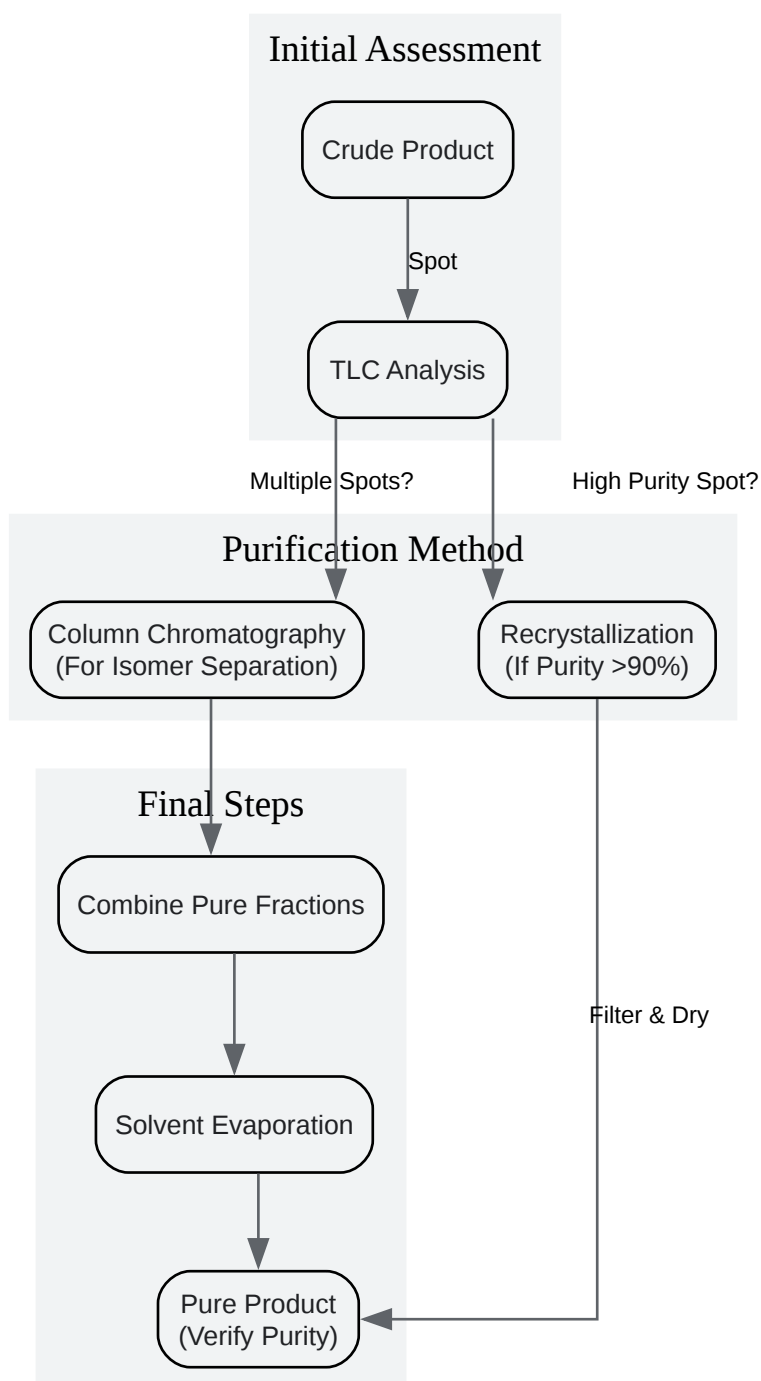 Initial Assessment
Crude Product
Spot
TLC Analysis
Multiple Spots?
High Purity Spot?
Purification Method
Column Chromatography
(For Isomer Separation)
Recrystallization
(If Purity >90%)
Final Steps
Combine Pure Fractions
Filter & Dry
Solvent Evaporation
Pure Product
(Verify Purity)